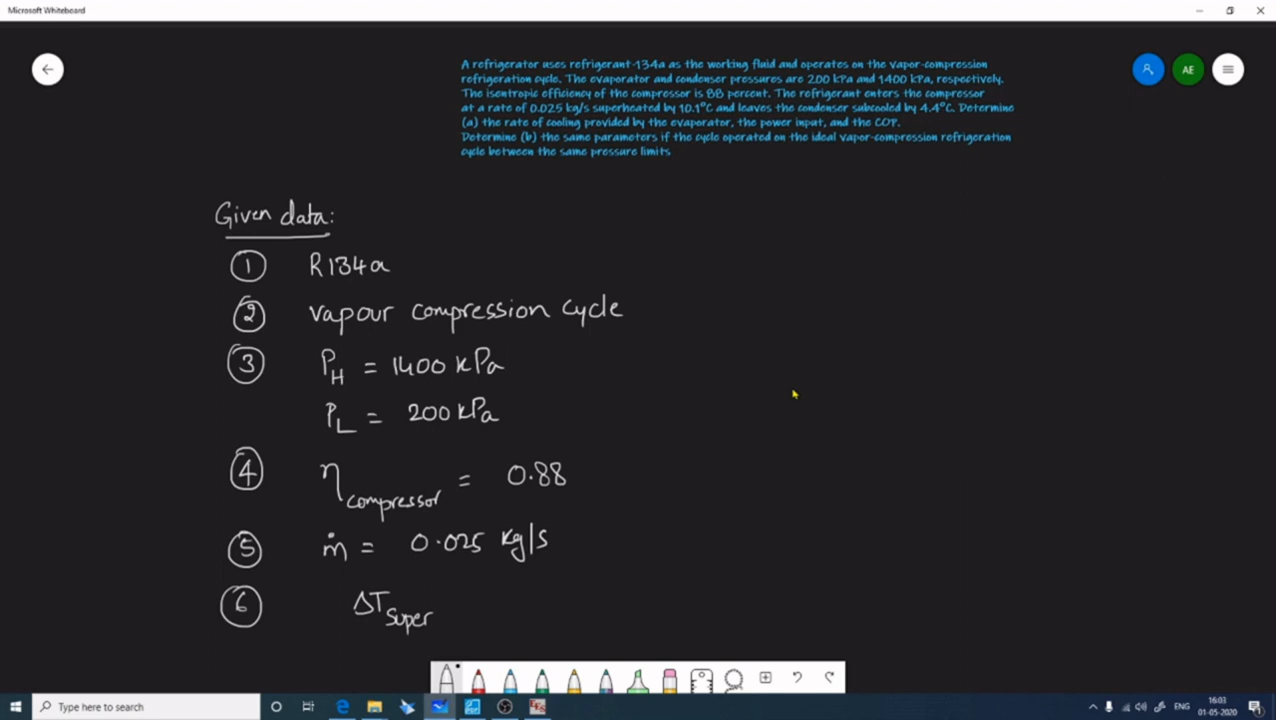 Microsoft Whiteboard
A refrigerator uses refrigerant-134a as the working fluid and operates on the vapor-compression
refrigeration cycle. The evaporator and condenser pressures are 200 kPa and 1400 kPa, respectively.
The isentropic efficiency of the compressor is 88 percent. The refrigerant enters the compressor
at a rate of 0.025 kg/s superheated by 10.1°C and leaves the condenser subcooled by 4.4°C. Determine
(a) the rate of cooling provided by the evaporator, the power input, and the COP.
Determine (b) the same parameters if the cycle operated on the ideal vapor-compression refrigeration
cycle between the same pressure limits
AE
Given data:
① R134a
② Vapour compression cycle
③ P_H = 1400 kPa
P_L = 200 kPa
④ η_compressor = 0.88
⑤ ṁ = 0.025 kg/s
⑥ ΔT_super
Type here to search
ENG
16:03
01-05-2020
1